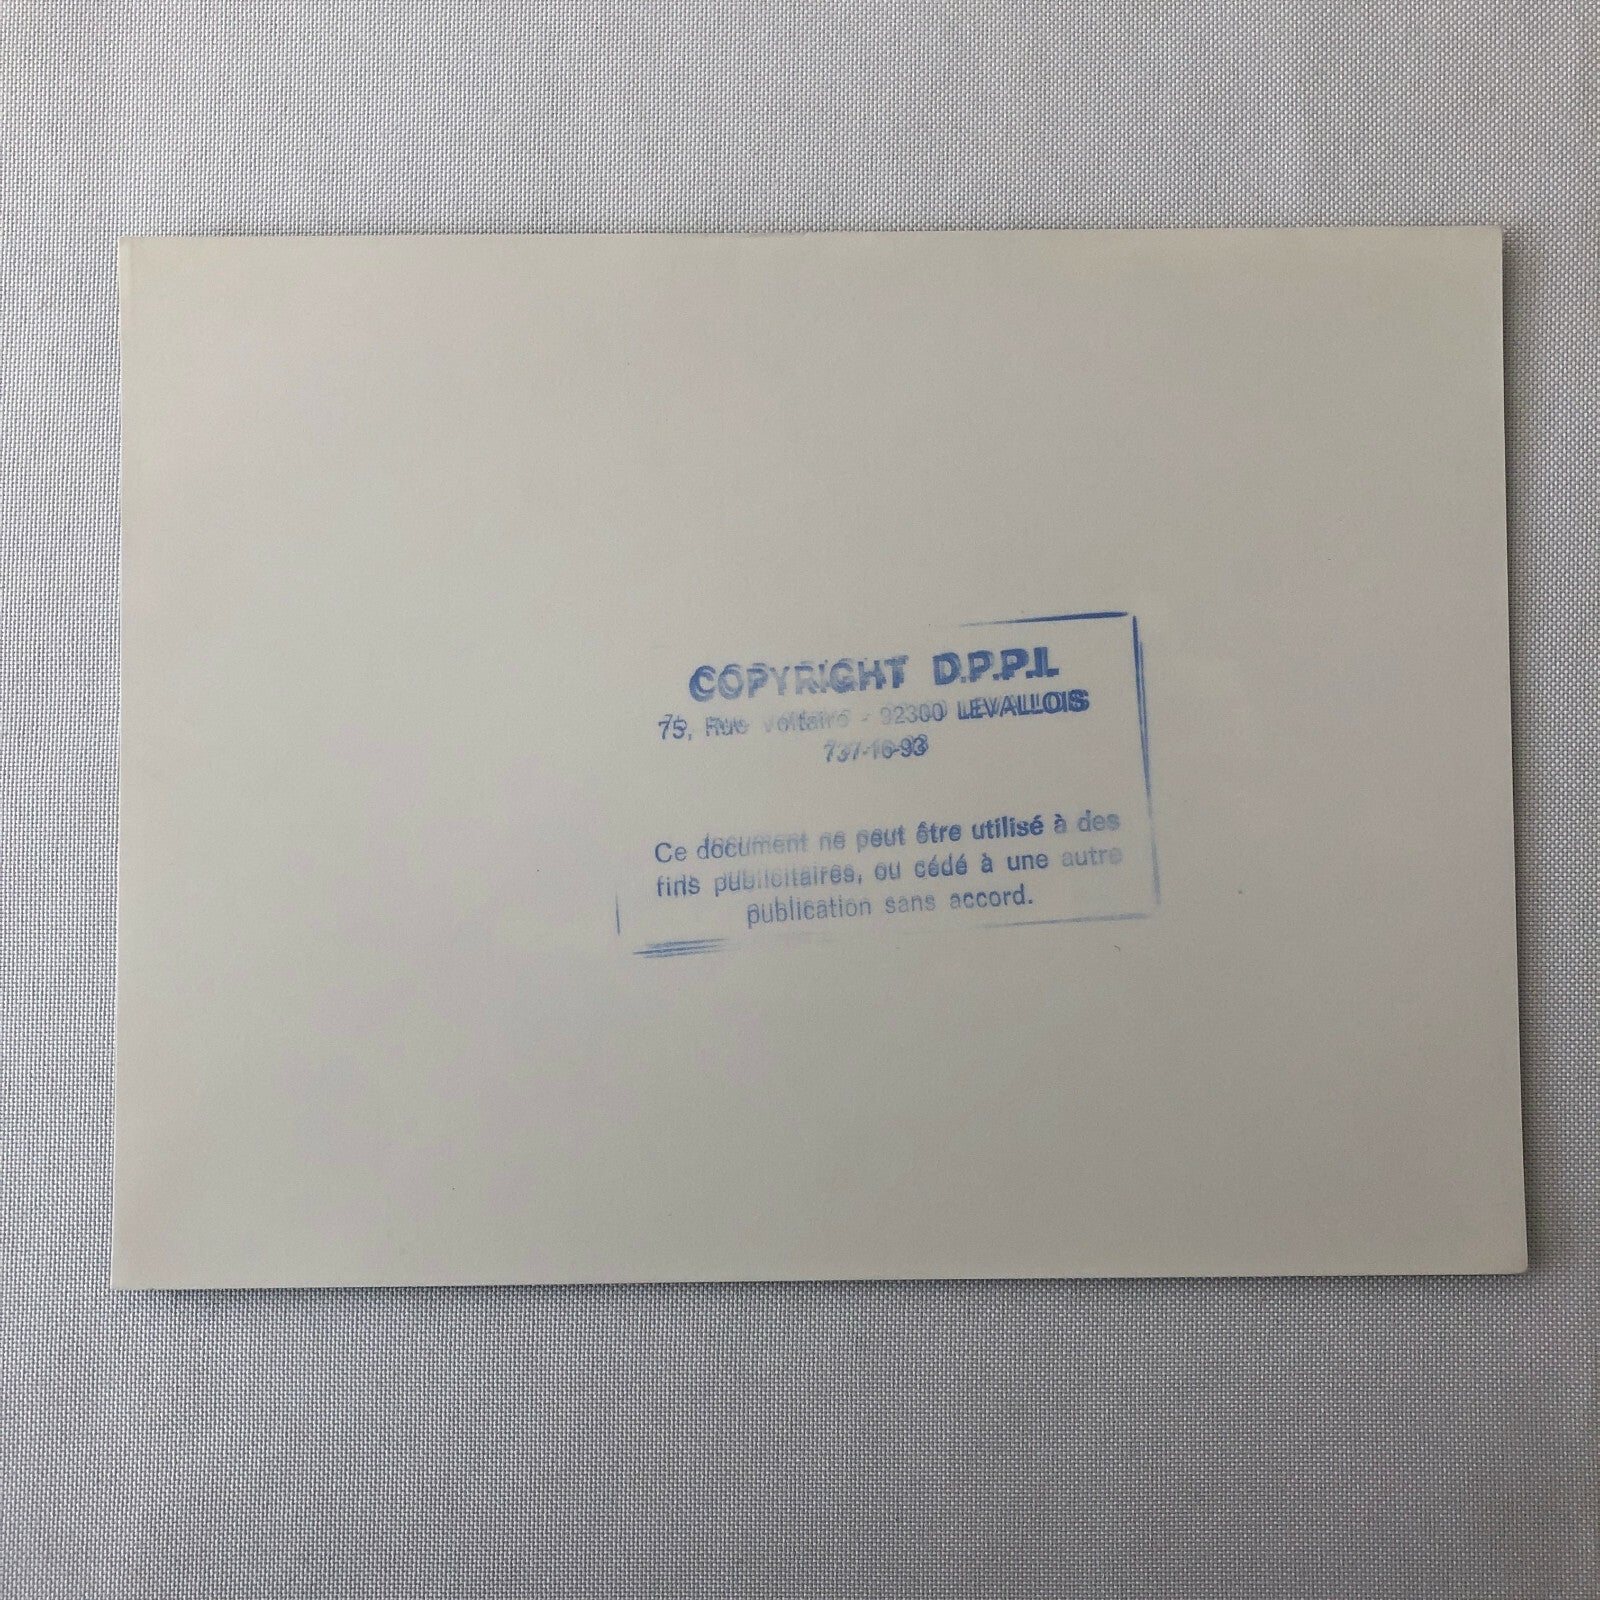 COPYRIGHT D.P.P.I.
75, Rue Voltaire - 92300 LEVALLOIS
737-16-93
Ce document ne peut être utilisé à des
fins publicitaires, ou cédé à une autre
publication sans accord.